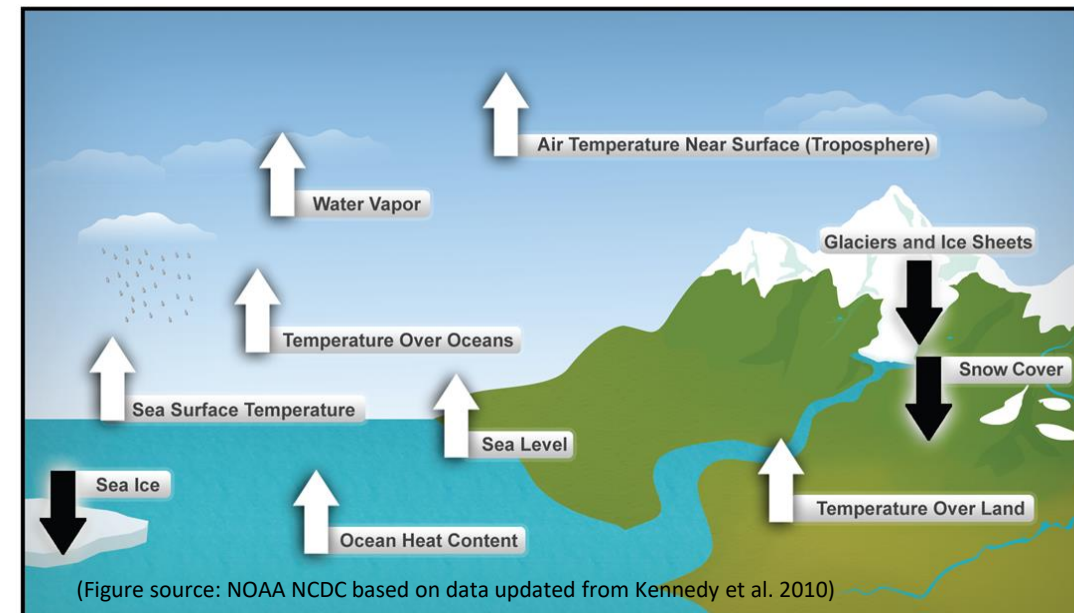 Air Temperature Near Surface (Troposphere)
Water Vapor
Glaciers and Ice Sheets
Temperature Over Oceans
Snow Cover
Sea Surface Temperature
Sea Level
Sea Ice
Temperature Over Land
Ocean Heat Content
(Figure source: NOAA NCDC based on data updated from Kennedy et al. 2010)